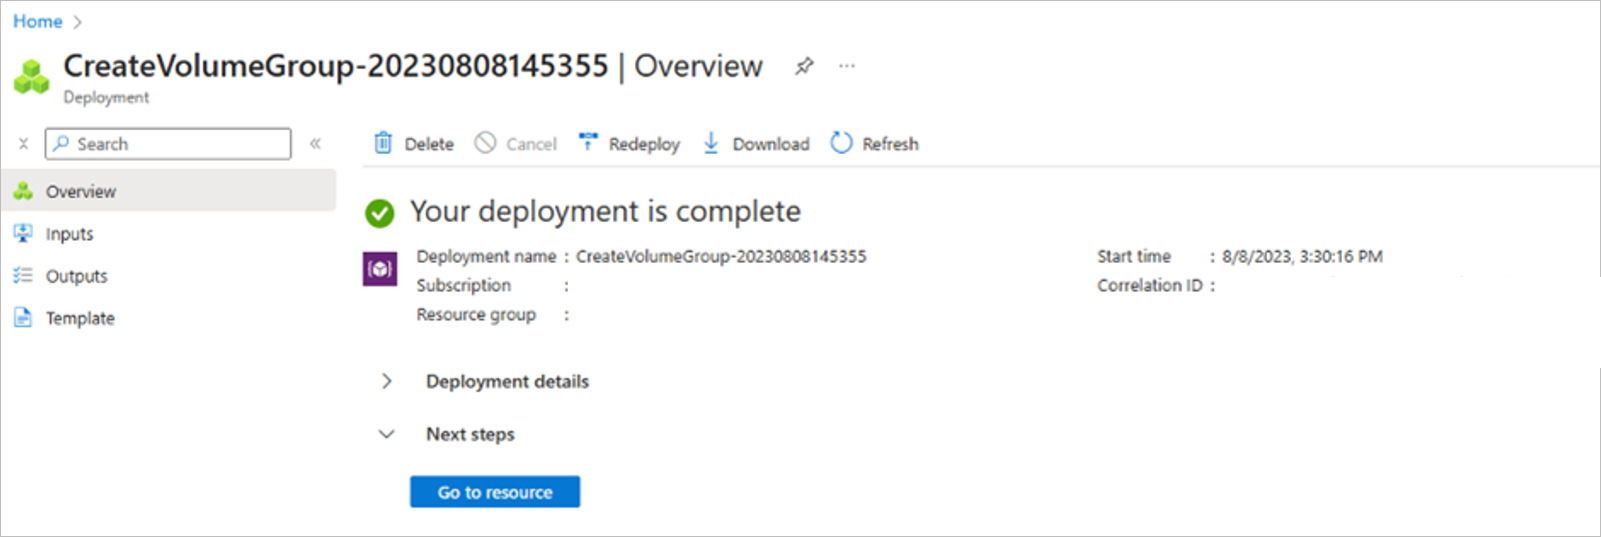 Home >
CreateVolumeGroup-20230808145355 | Overview ...
Deployment
Search «
Delete Cancel Redeploy Download Refresh
Overview
Inputs
Outputs
Template
Your deployment is complete
Deployment name : CreateVolumeGroup-20230808145355
Subscription :
Resource group :
Start time : 8/8/2023, 3:30:16 PM
Correlation ID :
Deployment details
Next steps
Go to resource